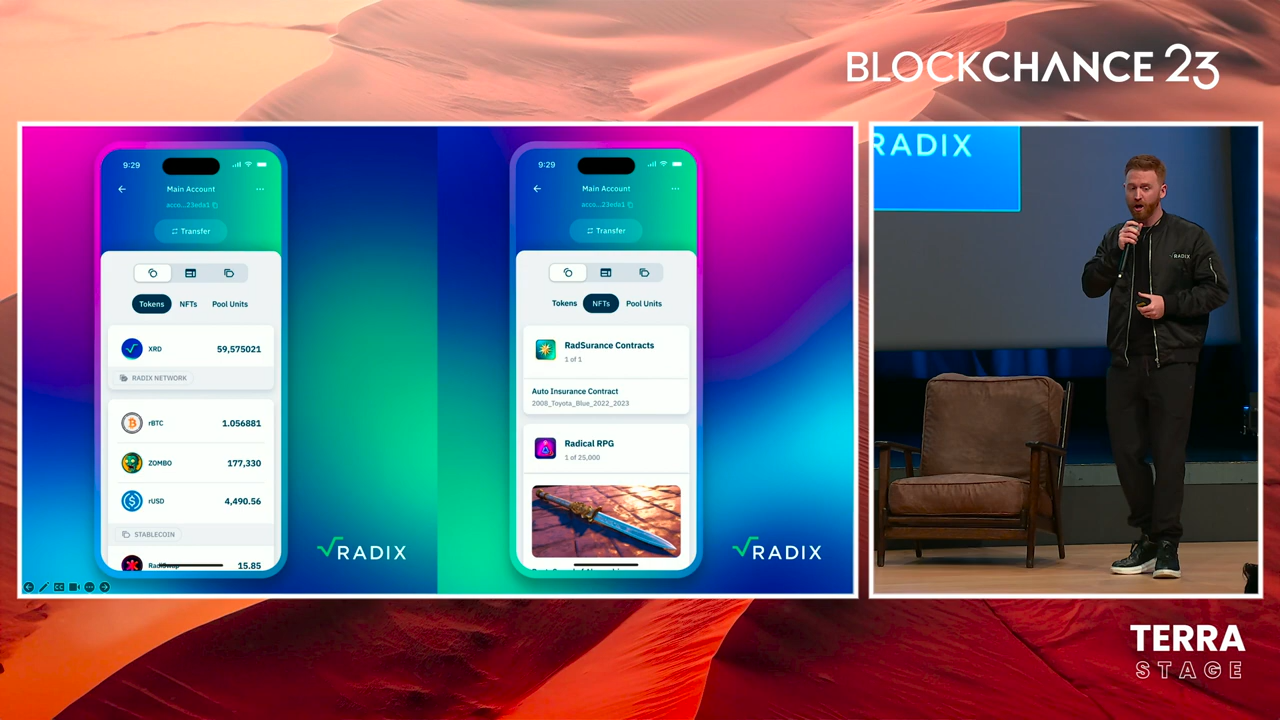 BLOCKCHANCE 23
9:29
Main Account
acco...23eds1
Transfer
Tokens NFTs Pool Units
XRD 59,575021
RADIX NETWORK
rBTC 1.056881
ZOMBO 177,330
rUSD 4,490.56
STABLECOIN
15.85
RADIX
9:29
Main Account
Transfer
Tokens NFTs Pool Units
RadSurance Contracts
1 of 1
Auto Insurance Contract
2008_Toyota_Blue_2022_2023
Radical RPG
1 of 25,000
RADIX
RADIX
RADIX
TERRA
STAGE